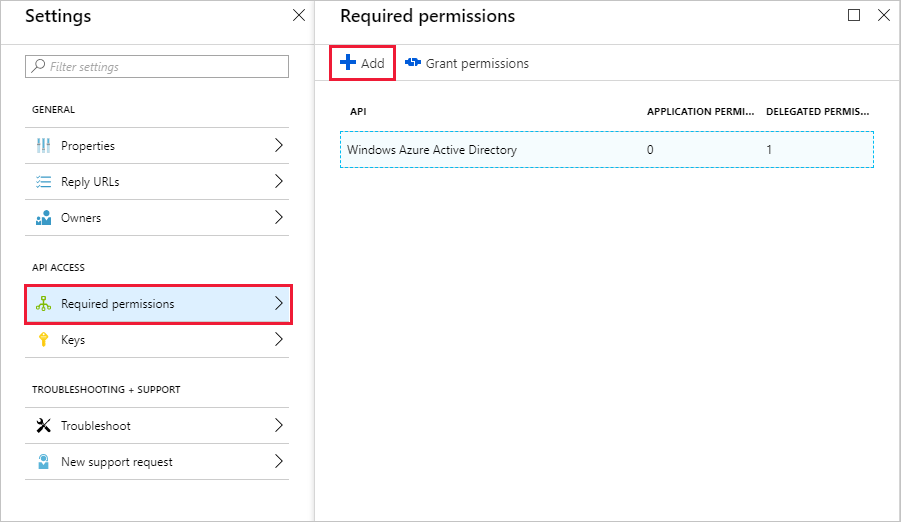 Settings
Filter settings
GENERAL
Properties
Reply URLs
Owners
API ACCESS
Required permissions
Keys
TROUBLESHOOTING + SUPPORT
Troubleshoot
New support request
Required permissions
Add Grant permissions
API APPLICATION PERMI... DELEGATED PERMIS...
Windows Azure Active Directory 0 1